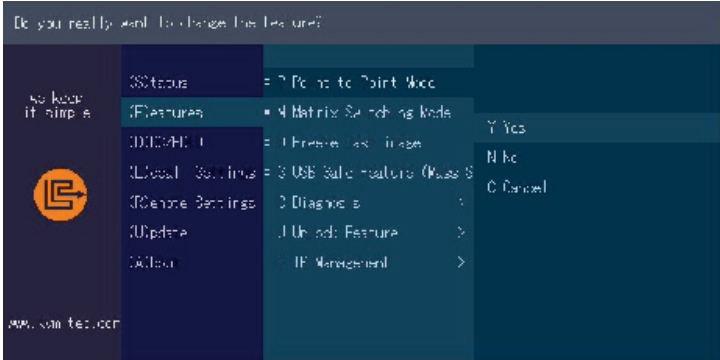 Do you really want to change the feature?
we keep
it simple
www.kvm-tec.com
(S)tatus
(F)eatures
(L)ocal Settings
(R)emote Settings
(U)pdate
(A)bout
P Point to Point Mode
M Matrix Switching Mode
Freeze last image
S USB Safe Feature (Mass S
D Diagnosis >
U Unlock Feature >
IP Management >
Y Yes
N No
C Cancel